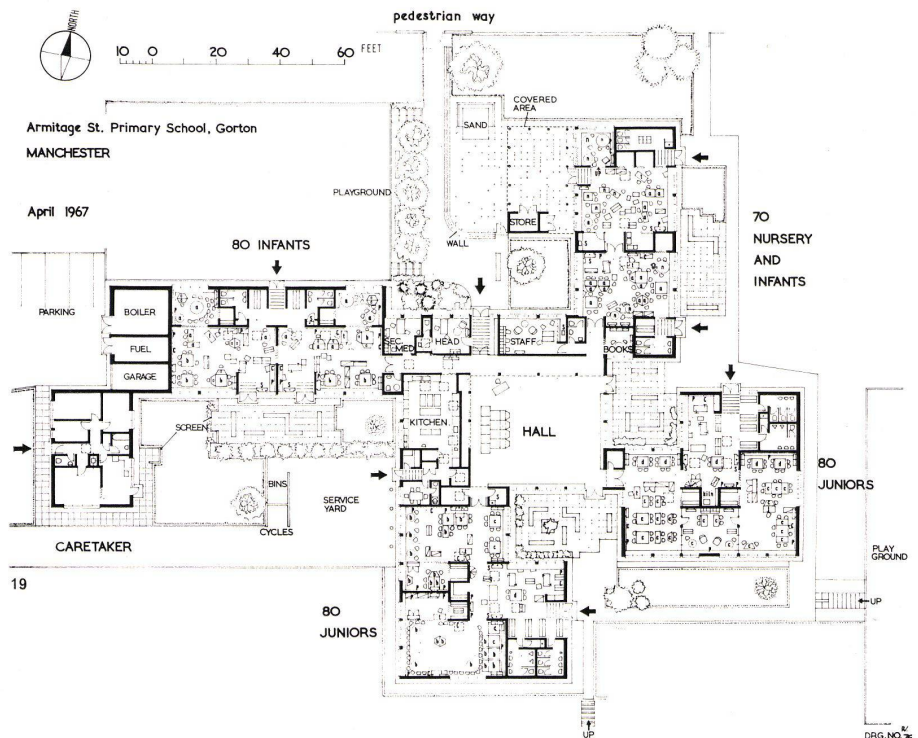 pedestrian way
NORTH
10 0 20 40 60 FEET
Armitage St. Primary School, Gorton
MANCHESTER
April 1967
COVERED
AREA
SAND
PLAYGROUND
STORE
WALL
70
NURSERY
AND
INFANTS
80 INFANTS
PARKING
BOILER
FUEL
GARAGE
SEC.
MED
HEAD
STAFF
BOOKS
SCREEN
KITCHEN
HALL
80
JUNIORS
BINS
SERVICE
YARD
CYCLES
CARETAKER
PLAY
GROUND
19
UP
80
JUNIORS
UP
DRG. NO.